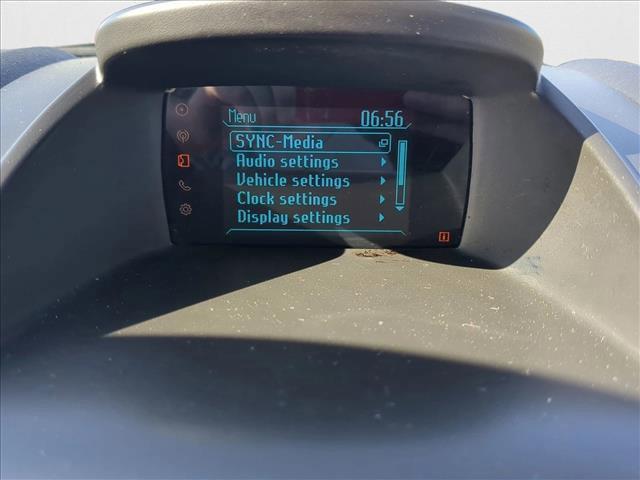 Menu 06:56
SYNC-Media
Audio settings
Vehicle settings
Clock settings
Display settings